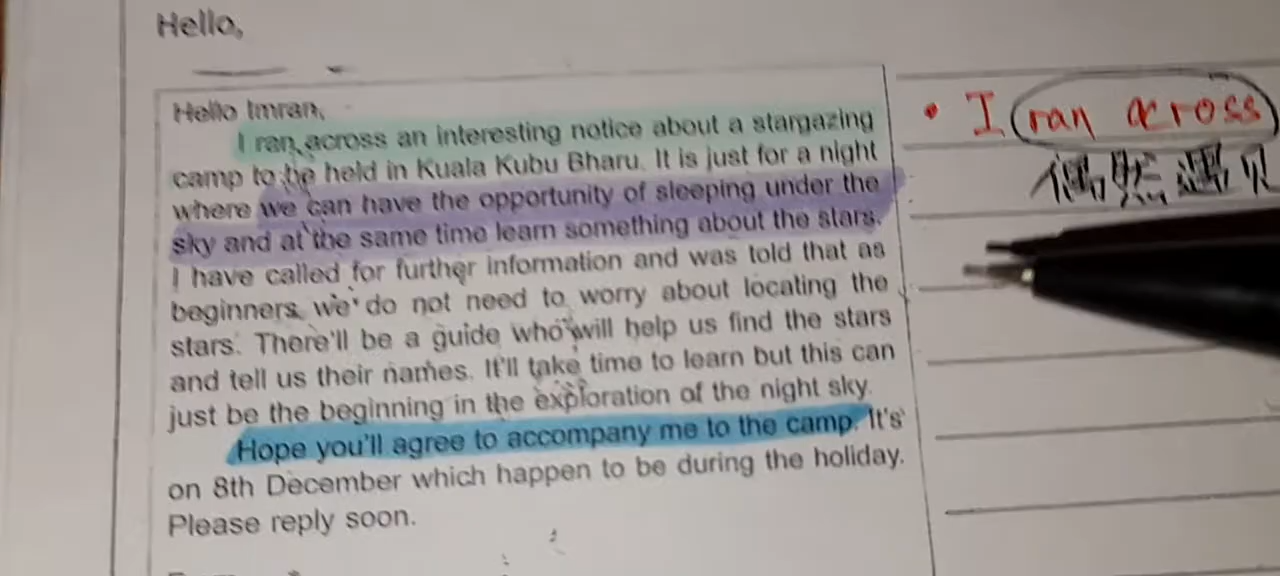 Hello,
Hello Imran,
I ran across an interesting notice about a stargazing
camp to be held in Kuala Kubu Bharu. It is just for a night
where we can have the opportunity of sleeping under the
sky and at the same time learn something about the stars.
I have called for further information and was told that as
beginners, we do not need to worry about locating the
stars. There'll be a guide who will help us find the stars
and tell us their names. It'll take time to learn but this can
just be the beginning in the exploration of the night sky.
Hope you'll agree to accompany me to the camp. It's
on 8th December which happen to be during the holiday.
Please reply soon.
• I ran across
偶然遇见